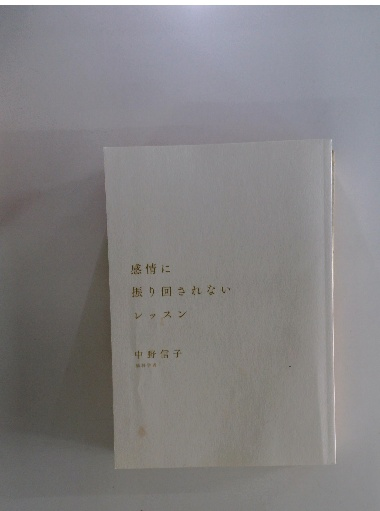 感情に
振り回されない
レッスン
中野信子